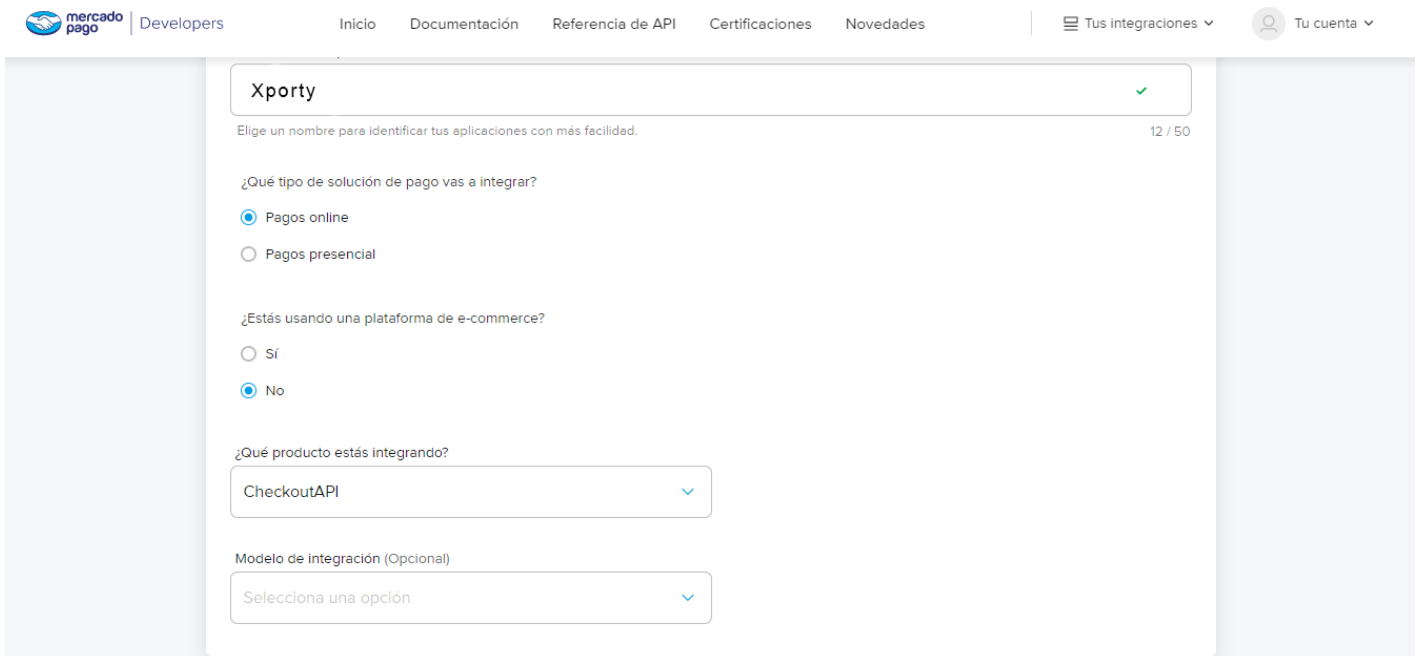 mercado pago | Developers Inicio Documentación Referencia de API Certificaciones Novedades Tus integraciones Tu cuenta
Xporty
Elige un nombre para identificar tus aplicaciones con más facilidad. 12 / 50
¿Qué tipo de solución de pago vas a integrar?
Pagos online
Pagos presencial
¿Estás usando una plataforma de e-commerce?
Sí
No
¿Qué producto estás integrando?
CheckoutAPI
Modelo de integración (Opcional)
Selecciona una opción